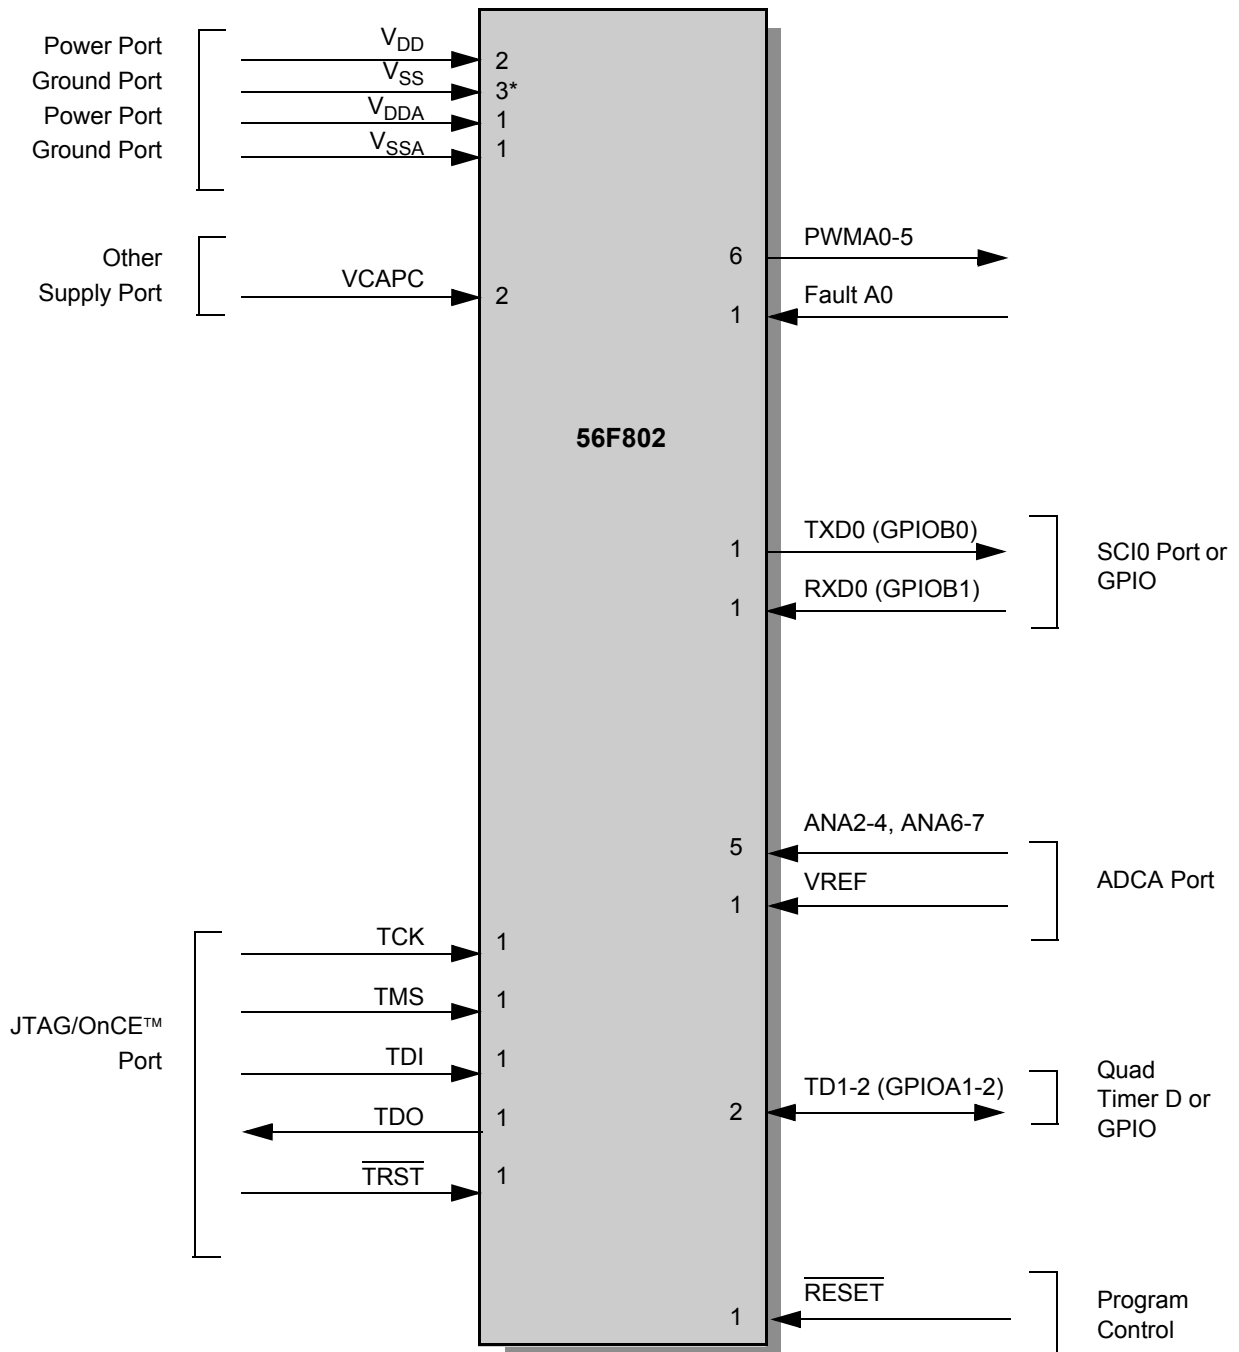 Power Port
V_DD
2
Ground Port
V_SS
3*
Power Port
V_DDA
1
Ground Port
V_SSA
1
Other
Supply Port
VCAPC
2
6
PWMA0-5
1
Fault A0
56F802
1
TXD0 (GPIOB0)
1
RXD0 (GPIOB1)
SCI0 Port or
GPIO
5
ANA2-4, ANA6-7
1
VREF
ADCA Port
JTAG/OnCE™
Port
TCK
1
TMS
1
TDI
1
TDO
1
TRST
1
2
TD1-2 (GPIOA1-2)
Quad
Timer D or
GPIO
1
RESET
Program
Control